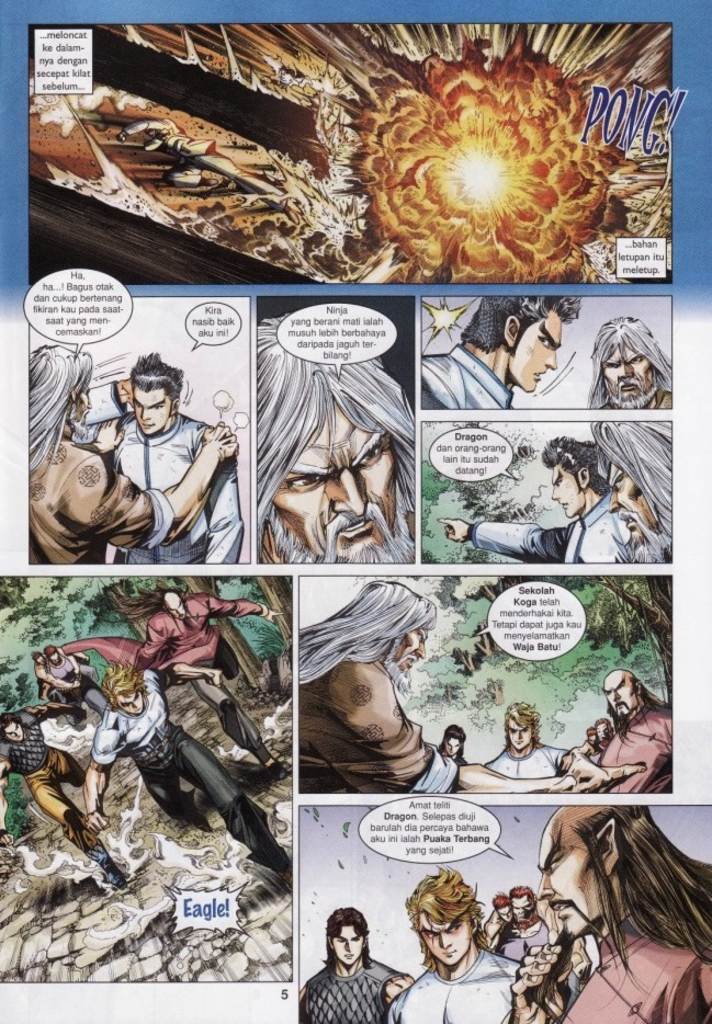 ...meloncat
ke dalam-
nya dengan
secepat kilat
sebelum...
PONG!
...bahan
letupan itu
meletup.
Ha,
ha...! Bagus otak
dan cukup bertenang
fikiran kau pada saat-
saat yang men-
cemaskan!
Kira
nasib baik
aku ini!
Ninja
yang berani mati ialah
musuh lebih berbahaya
daripada jaguh ter-
bilang!
Dragon
dan orang-orang
lain itu sudah
datang!
Eagle!
Sekolah
Koga telah
menderhakai kita.
Tetapi dapat juga kau
menyelamatkan
Waja Batu!
Amat teliti
Dragon. Selepas diuji
barulah dia percaya bahawa
aku ini ialah Puaka Terbang
yang sejati!
5